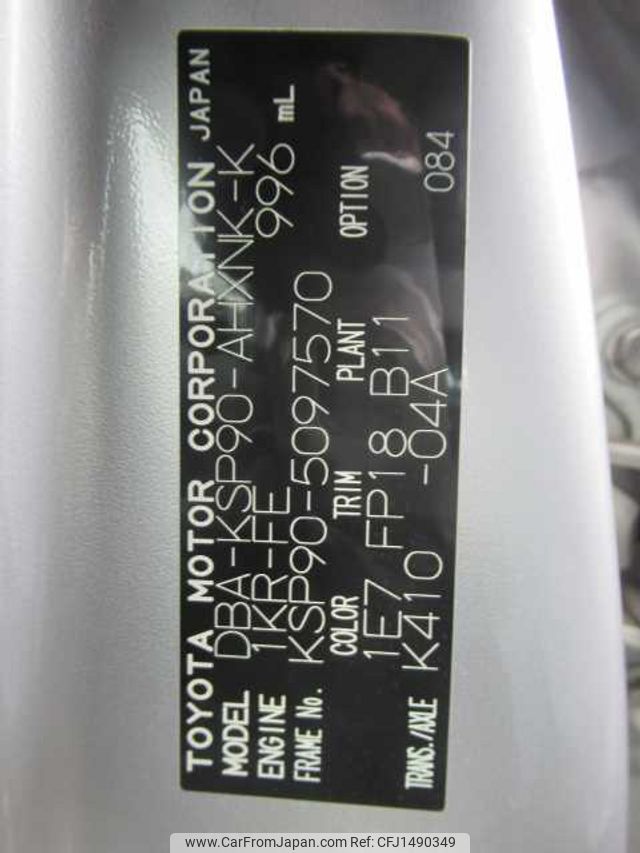 TOYOTA MOTOR CORPORATION JAPAN
MODEL DBA-KSP90-AHXNK-K
ENGINE 1KR-FE 996 mL
FRAME No. KSP90-5097570
COLOR TRIM PLANT OPTION
1E7 FP18 B11
TRANS./AXLE K410 -04A 084
www.CarFromJapan.com Ref: CFJ1490349